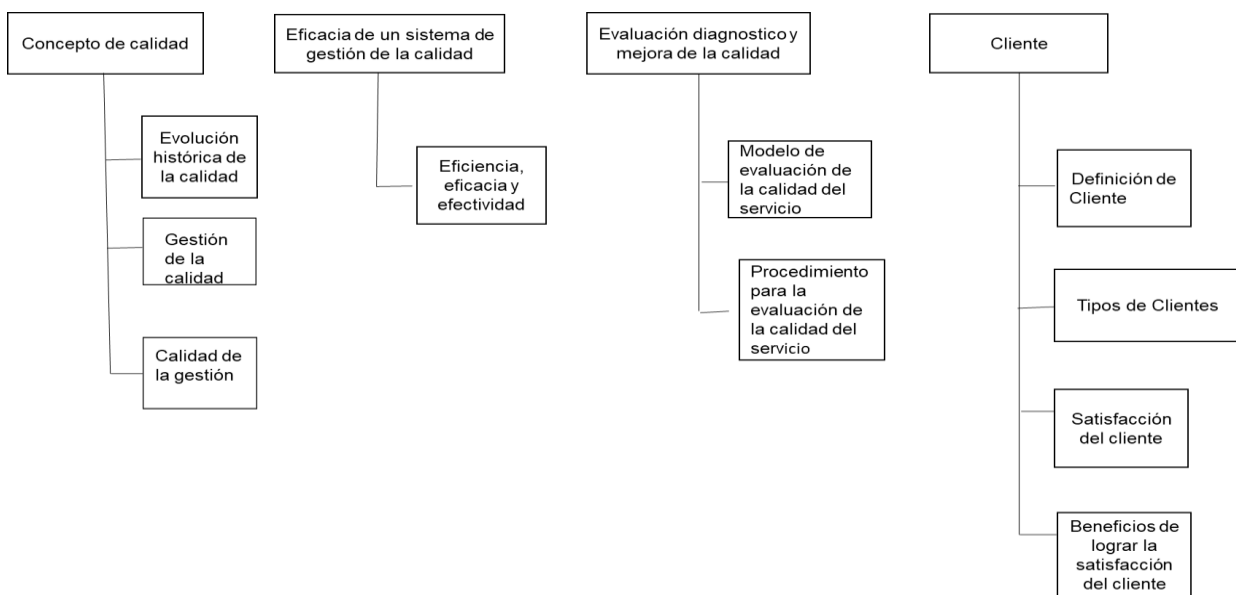 Concepto de calidad
Evolución
histórica de
la calidad
Gestión
de la
calidad
Calidad de
la gestión
Eficacia de un sistema de
gestión de la calidad
Eficiencia,
eficacia y
efectividad
Evaluación diagnostico y
mejora de la calidad
Modelo de
evaluación de
la calidad del
servicio
Procedimiento
para la
evaluación de
la calidad del
servicio
Cliente
Definición de
Cliente
Tipos de Clientes
Satisfacción
del cliente
Beneficios de
lograr la
satisfacción
del cliente